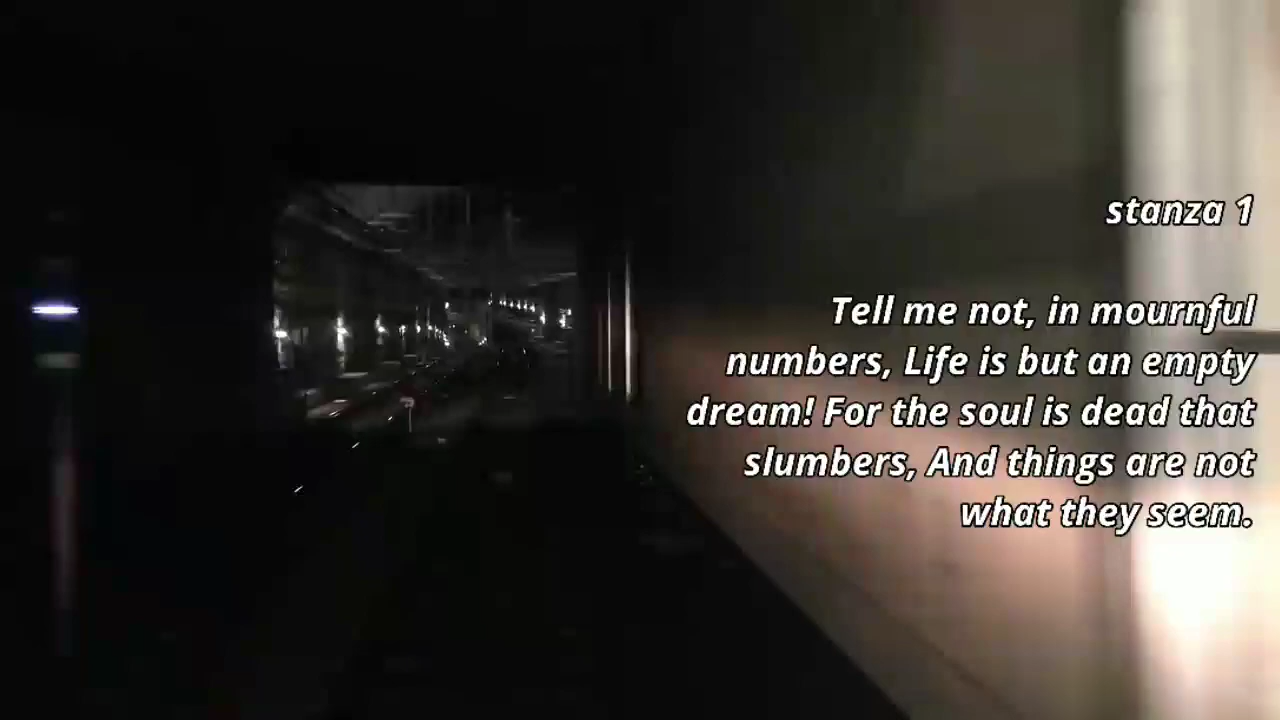 stanza 1
Tell me not, in mournful
numbers, Life is but an empty
dream! For the soul is dead that
slumbers, And things are not
what they seem.